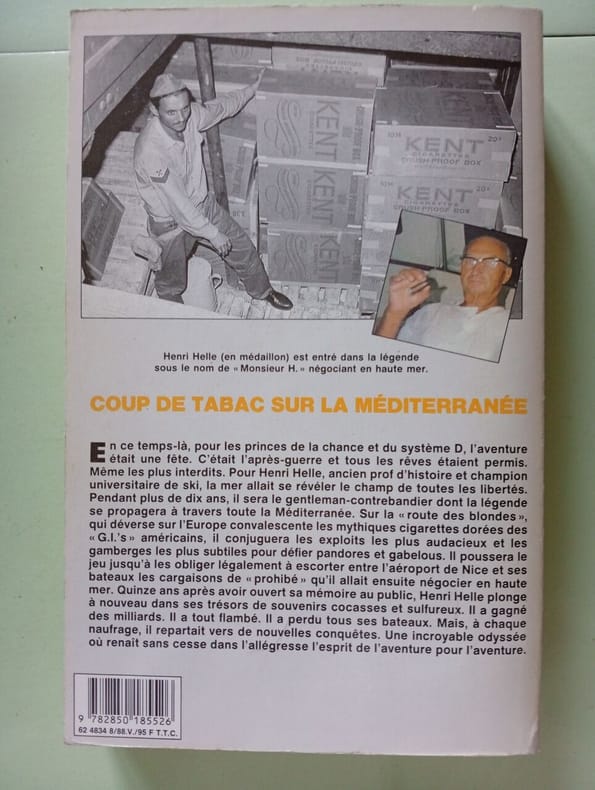 KENT
CIGARETTES
CRUSH-PROOF BOX
10M
20s
KENT
CIGARETTES
CRUSH-PROOF BOX
KENT
CIGARETTES
CRUSH-PROOF BOX
KENT
KENT
Henri Helle (en médaillon) est entré dans la légende
sous le nom de «Monsieur H.» négociant en haute mer.
COUP DE TABAC SUR LA MÉDITERRANÉE
En ce temps-là, pour les princes de la chance et du système D, l'aventure
était une fête. C'était l'après-guerre et tous les rêves étaient permis.
Même les plus interdits. Pour Henri Helle, ancien prof d'histoire et champion
universitaire de ski, la mer allait se révéler le champ de toutes les libertés.
Pendant plus de dix ans, il sera le gentleman-contrebandier dont la légende
se propagera à travers toute la Méditerranée. Sur la «route des blondes»,
qui déverse sur l'Europe convalescente les mythiques cigarettes dorées des
«G.I.'s» américains, il conjuguera les exploits les plus audacieux et les
gamberges les plus subtiles pour défier pandores et gabelous. Il poussera le
jeu jusqu'à les obliger légalement à escorter entre l'aéroport de Nice et ses
bateaux les cargaisons de «prohibé» qu'il allait ensuite négocier en haute
mer. Quinze ans après avoir ouvert sa mémoire au public, Henri Helle plonge
à nouveau dans ses trésors de souvenirs cocasses et sulfureux. Il a gagné
des milliards. Il a tout flambé. Il a perdu tous ses bateaux. Mais, à chaque
naufrage, il repartait vers de nouvelles conquêtes. Une incroyable odyssée
où renaît sans cesse dans l'allégresse l'esprit de l'aventure pour l'aventure.
9 782850 185526
62 4834 8/88.V./95 F T.T.C.